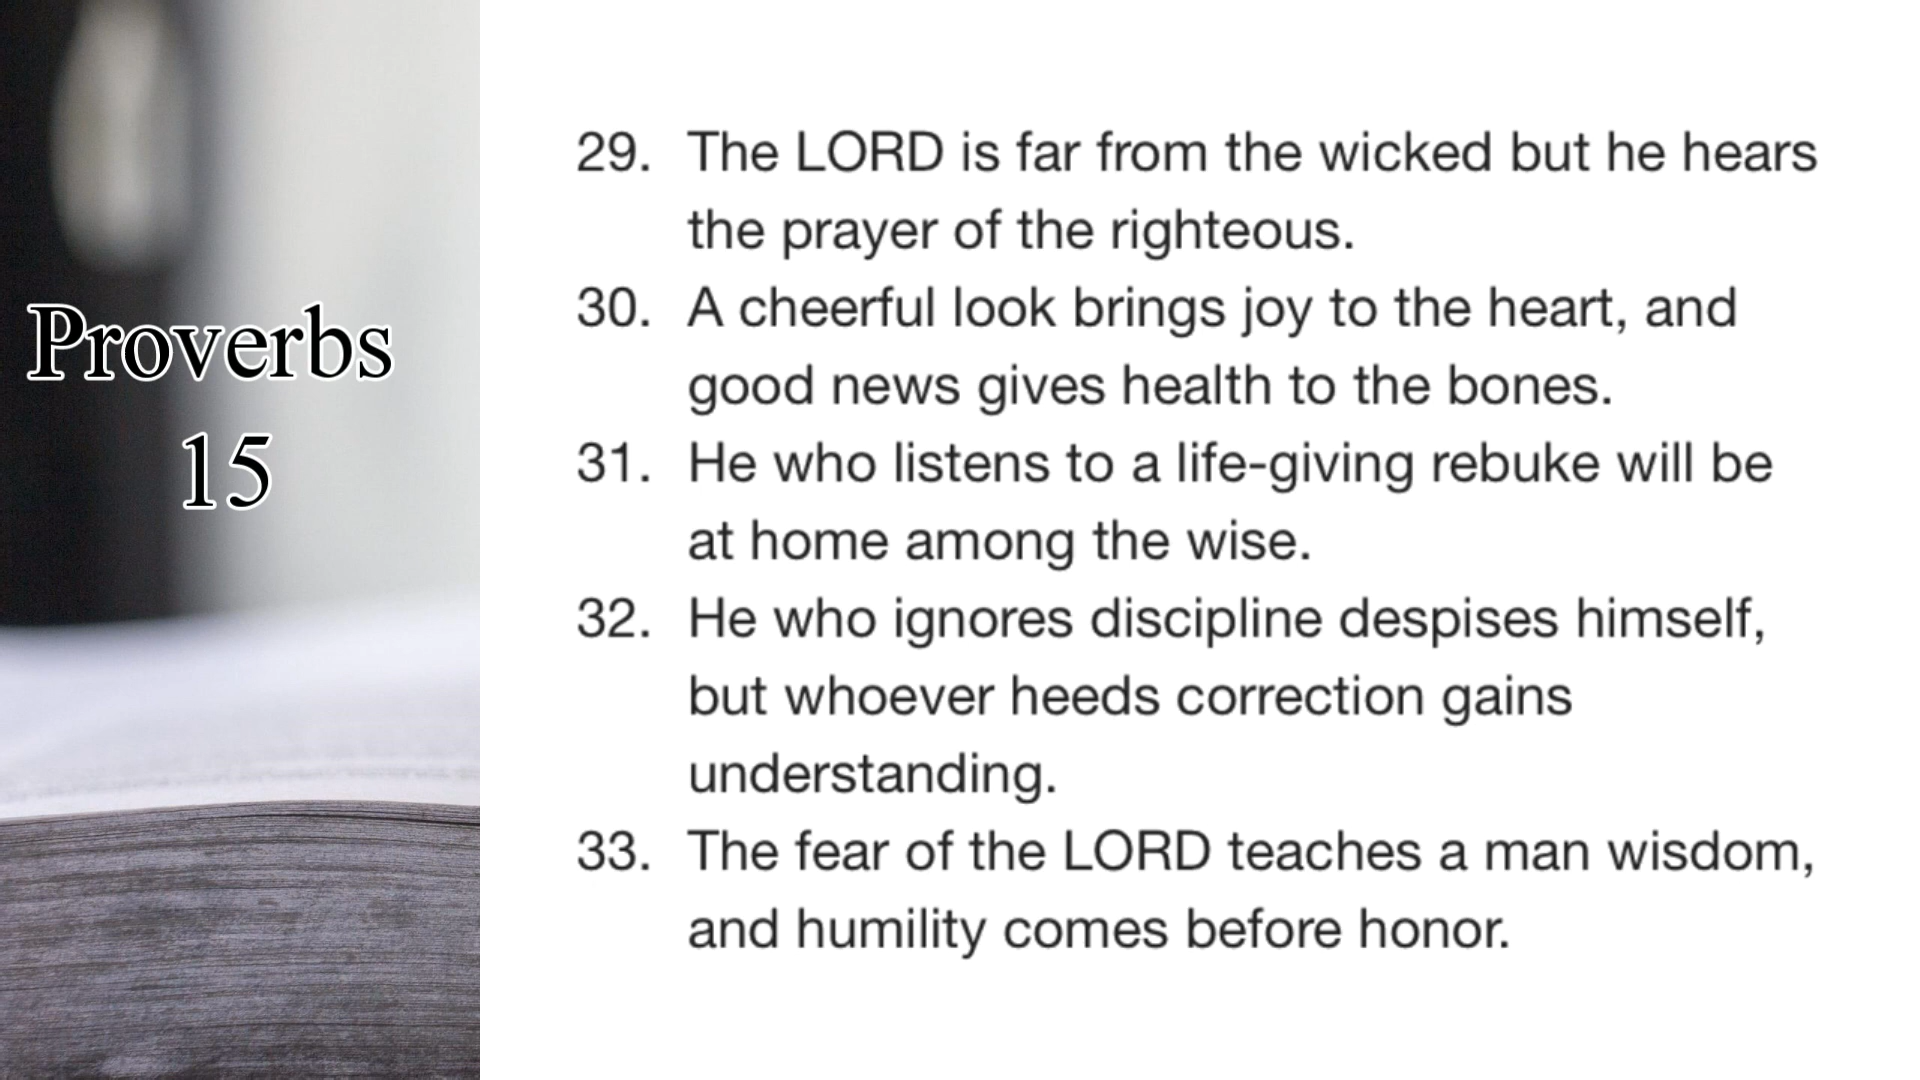 Proverbs
15
29. The LORD is far from the wicked but he hears
the prayer of the righteous.
30. A cheerful look brings joy to the heart, and
good news gives health to the bones.
31. He who listens to a life-giving rebuke will be
at home among the wise.
32. He who ignores discipline despises himself,
but whoever heeds correction gains
understanding.
33. The fear of the LORD teaches a man wisdom,
and humility comes before honor.